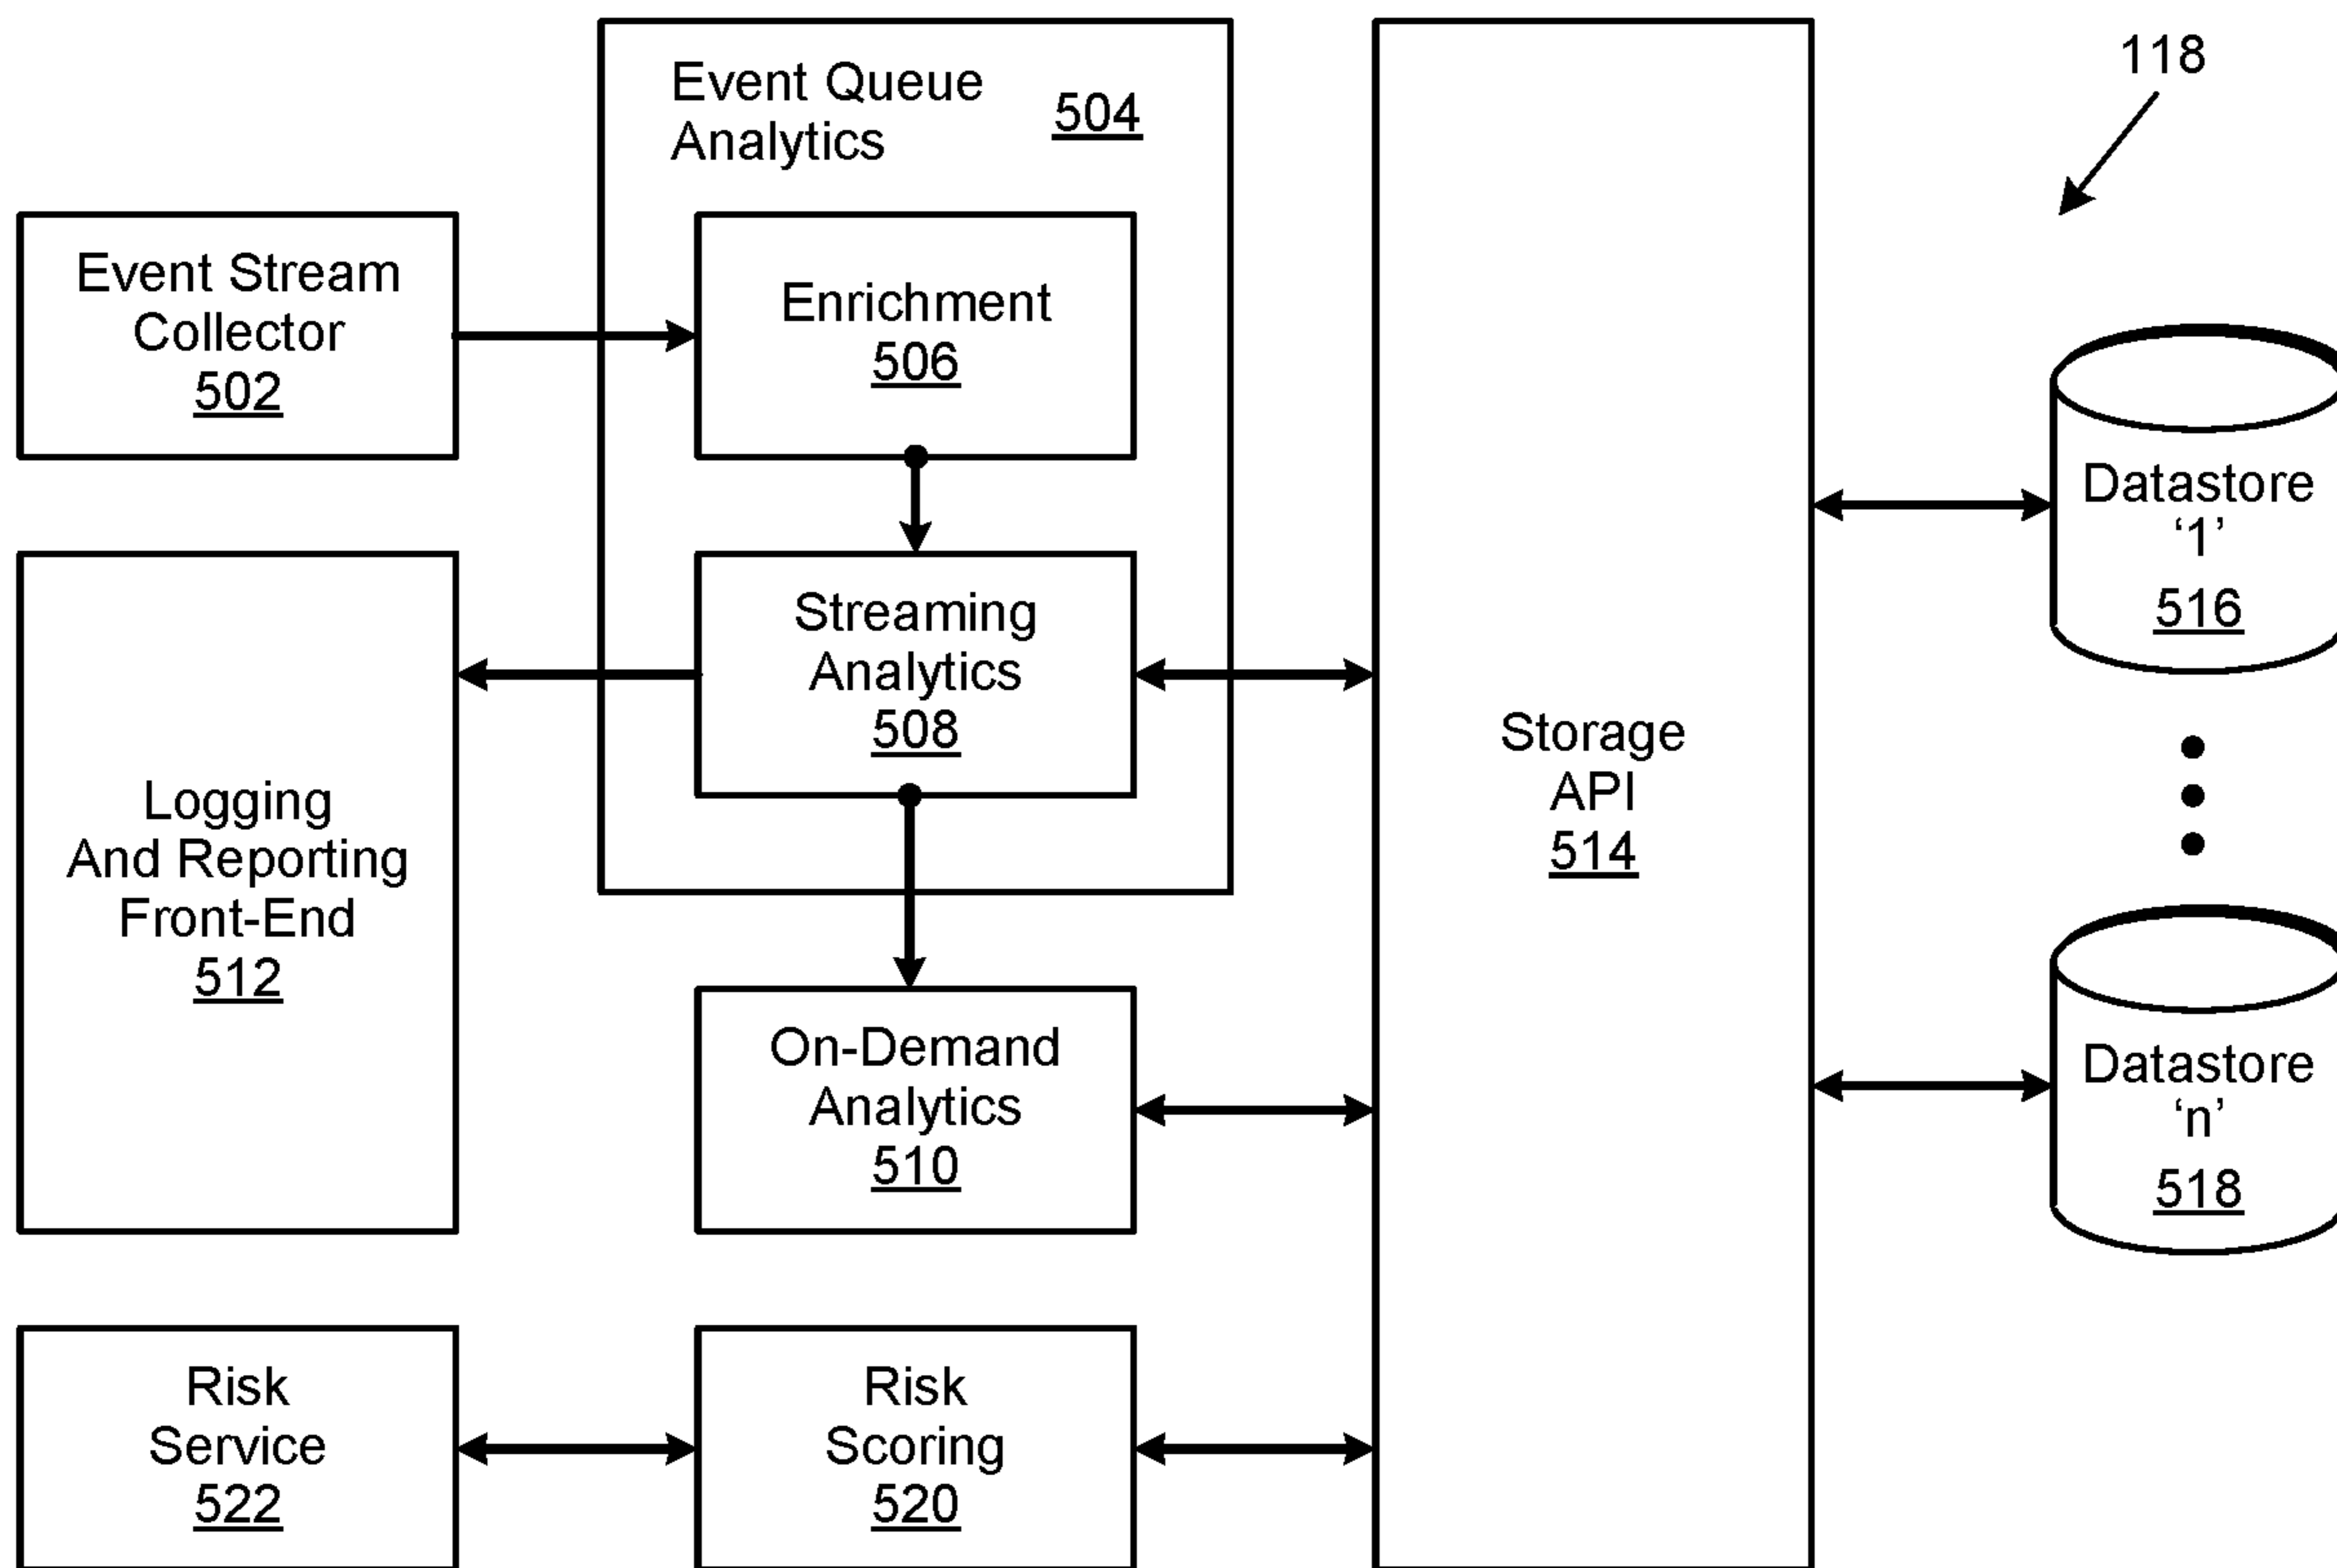 Event Queue
Analytics
504
118
Event Stream
Collector
502
Enrichment
506
Streaming
Analytics
508
Logging
And Reporting
Front-End
512
On-Demand
Analytics
510
Storage
API
514
Datastore
‘1’
516
Datastore
‘n’
518
Risk
Service
522
Risk
Scoring
520